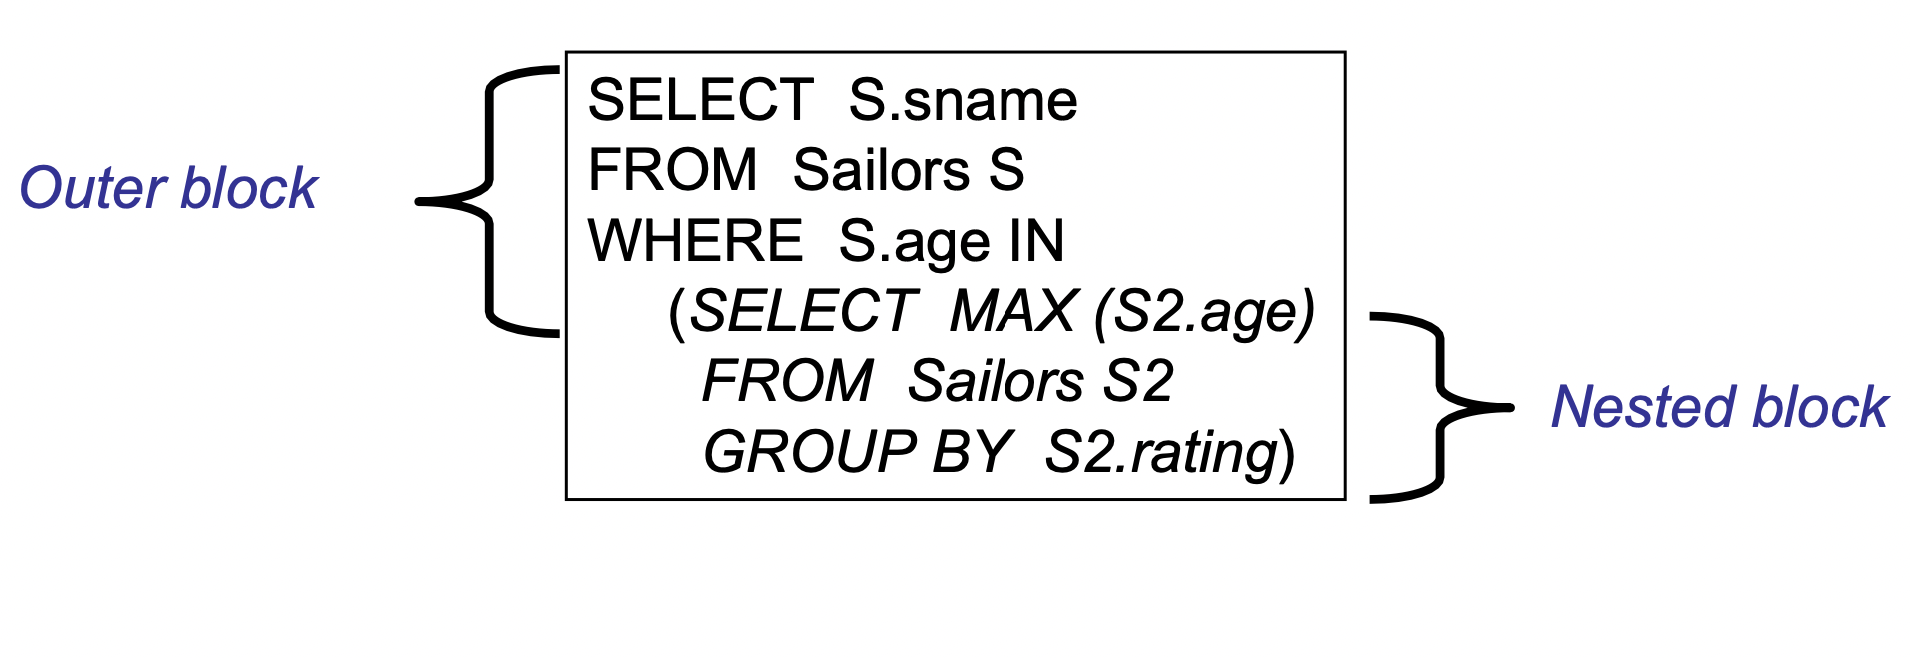 Outer block
SELECT S.sname
FROM Sailors S
WHERE S.age IN
(SELECT MAX (S2.age)
FROM Sailors S2
GROUP BY S2.rating)
Nested block